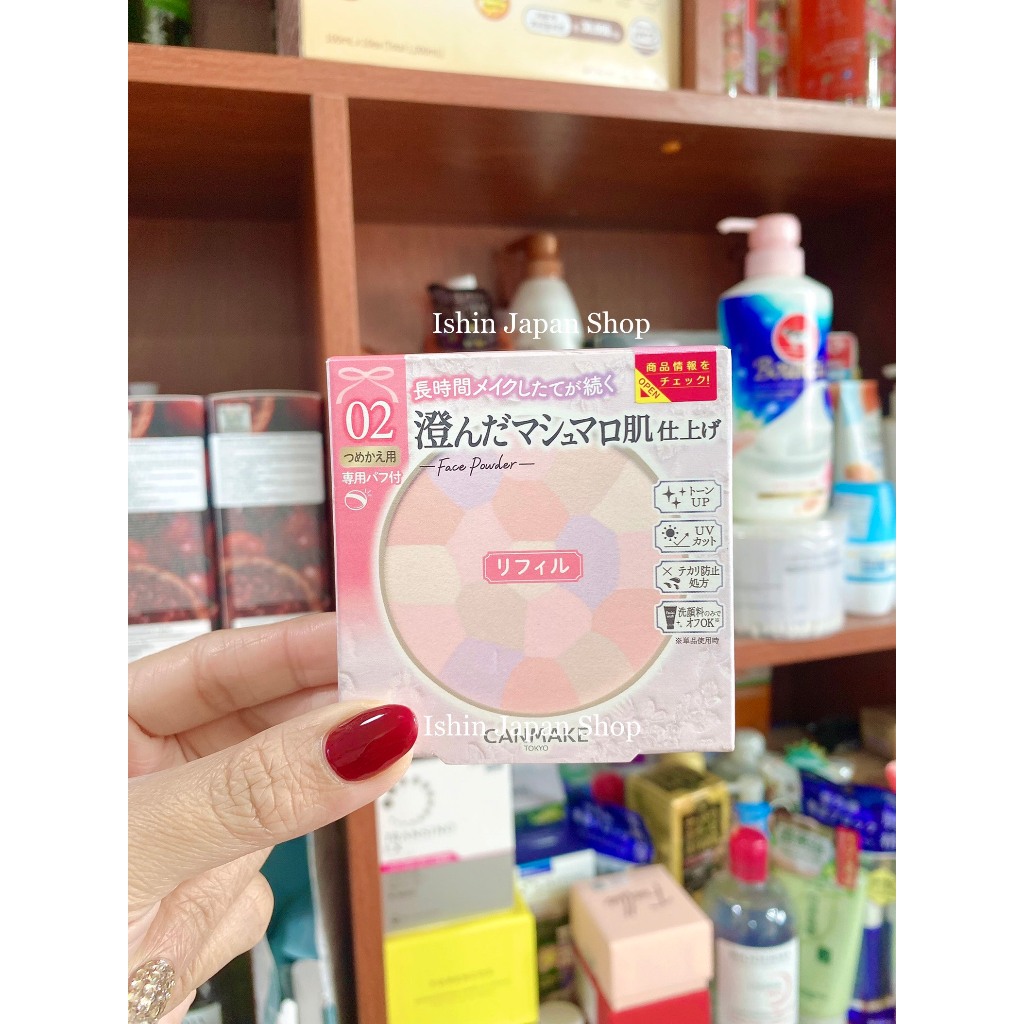 Ishin Japan Shop
長時間メイクしたてが続く
商品情報を
チェック!
OPEN
02
つめかえ用
専用パフ付
澄んだマシュマロ肌仕上げ
Face Powder
トーン
UP
UV
カット
テカリ防止
処方
洗顔料のみで
オフOK※
※単品使用時
リフィル
Ishin Japan Shop
CANMAKE
TOKYO